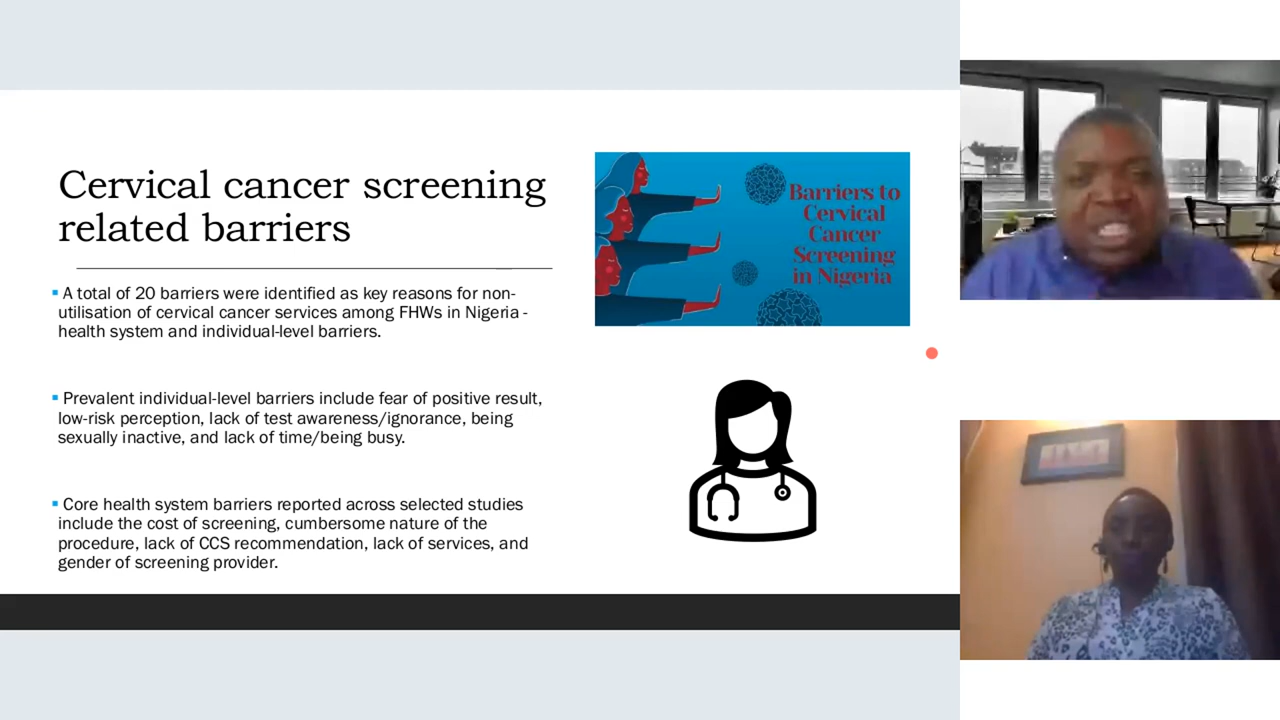 Cervical cancer screening
related barriers
▪ A total of 20 barriers were identified as key reasons for non-
utilisation of cervical cancer services among FHWs in Nigeria -
health system and individual-level barriers.
▪ Prevalent individual-level barriers include fear of positive result,
low-risk perception, lack of test awareness/ignorance, being
sexually inactive, and lack of time/being busy.
▪ Core health system barriers reported across selected studies
include the cost of screening, cumbersome nature of the
procedure, lack of CCS recommendation, lack of services, and
gender of screening provider.
Barriers to
Cervical
Cancer
Screening
in Nigeria